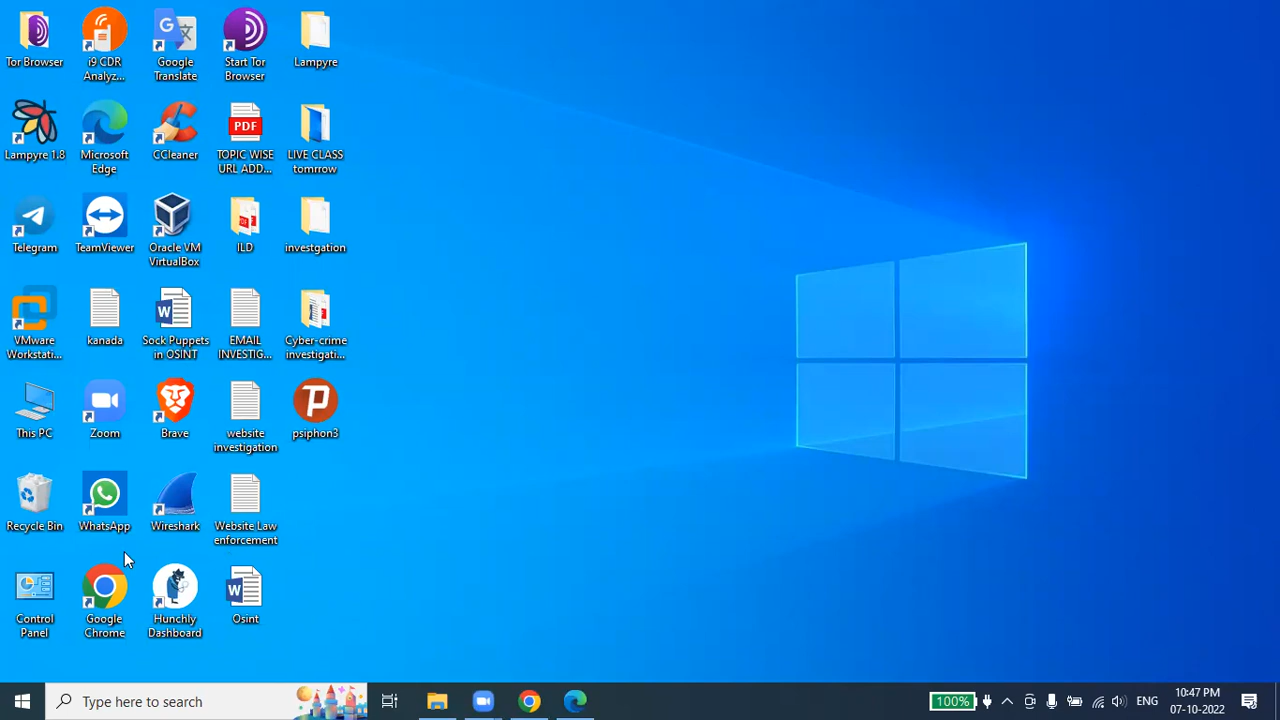 Tor Browser
i9 CDR
Analyz...
Google
Translate
Start Tor
Browser
Lampyre
Lampyre 1.8
Microsoft
Edge
CCleaner
PDF
TOPIC WISE
URL ADD...
LIVE CLASS
tomrrow
Telegram
TeamViewer
Oracle VM
VirtualBox
ILD
investgation
VMware
Workstati...
kanada
Sock Puppets
in OSINT
EMAIL
INVESTIG...
Cyber-crime
investigati...
This PC
Zoom
Brave
website
investigation
psiphon3
Recycle Bin
WhatsApp
Wireshark
Website Law
enforcement
Control
Panel
Google
Chrome
Hunchly
Dashboard
Osint
Type here to search
100%
ENG
10:47 PM
07-10-2022